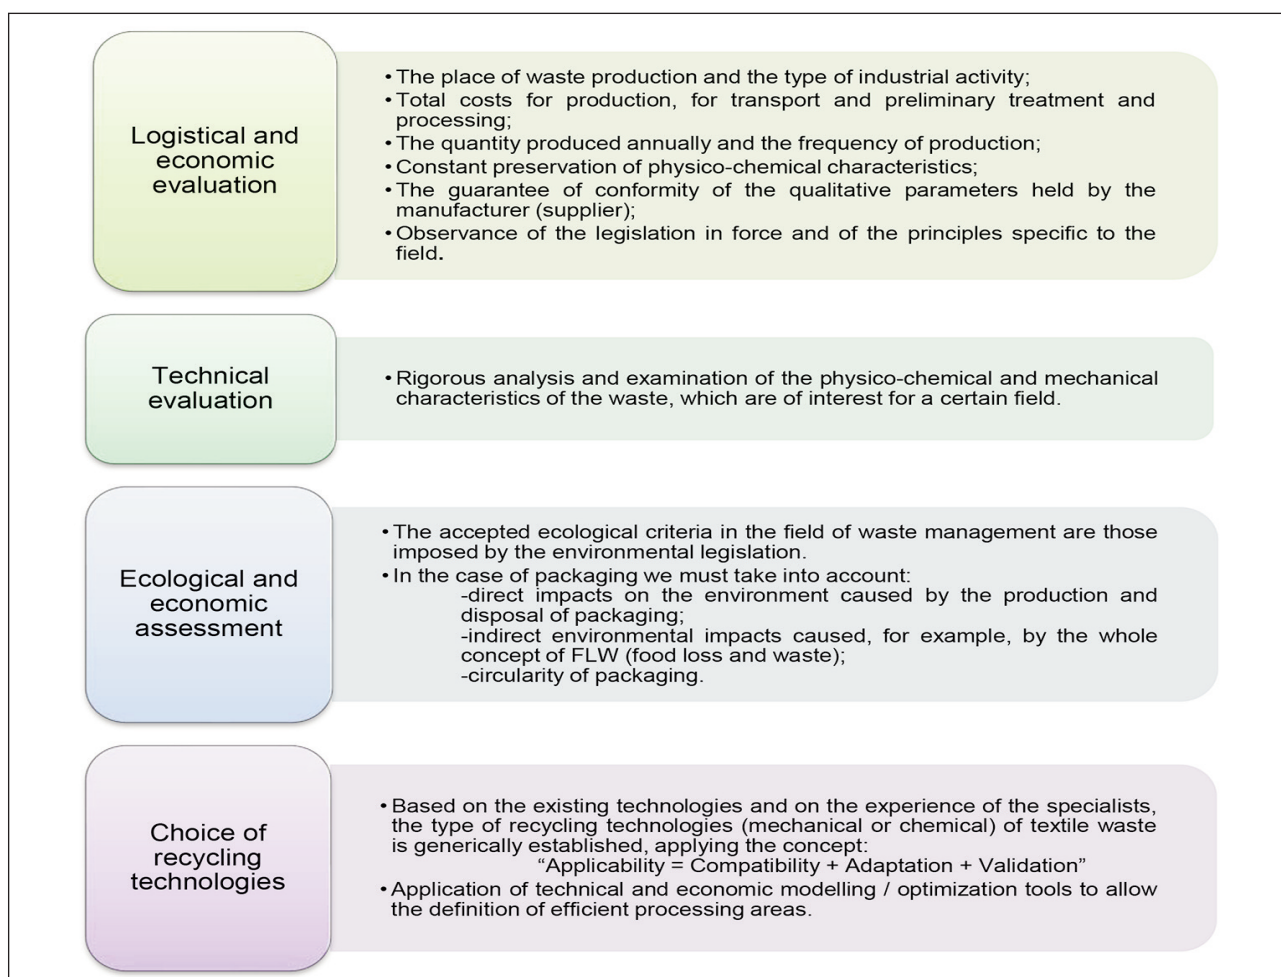 Logistical and
economic
evaluation
•The place of waste production and the type of industrial activity;
•Total costs for production, for transport and preliminary treatment and
processing;
•The quantity produced annually and the frequency of production;
•Constant preservation of physico-chemical characteristics;
•The guarantee of conformity of the qualitative parameters held by the
manufacturer (supplier);
•Observance of the legislation in force and of the principles specific to the
field.
Technical
evaluation
•Rigorous analysis and examination of the physico-chemical and mechanical
characteristics of the waste, which are of interest for a certain field.
Ecological and
economic
assessment
•The accepted ecological criteria in the field of waste management are those
imposed by the environmental legislation.
•In the case of packaging we must take into account:
-direct impacts on the environment caused by the production and
disposal of packaging;
-indirect environmental impacts caused, for example, by the whole
concept of FLW (food loss and waste);
-circularity of packaging.
Choice of
recycling
technologies
•Based on the existing technologies and on the experience of the specialists,
the type of recycling technologies (mechanical or chemical) of textile waste
is generically established, applying the concept:
“Applicability = Compatibility + Adaptation + Validation”
•Application of technical and economic modelling / optimization tools to allow
the definition of efficient processing areas.